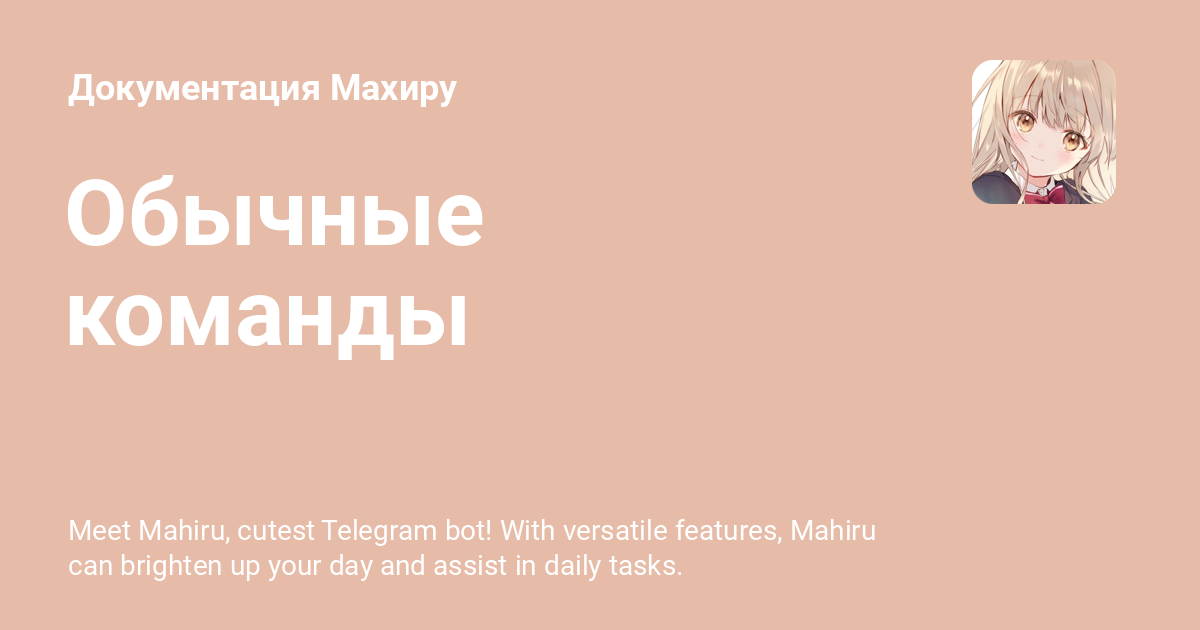 Документация Махиру
Обычные
команды
Meet Mahiru, cutest Telegram bot! With versatile features, Mahiru
can brighten up your day and assist in daily tasks.